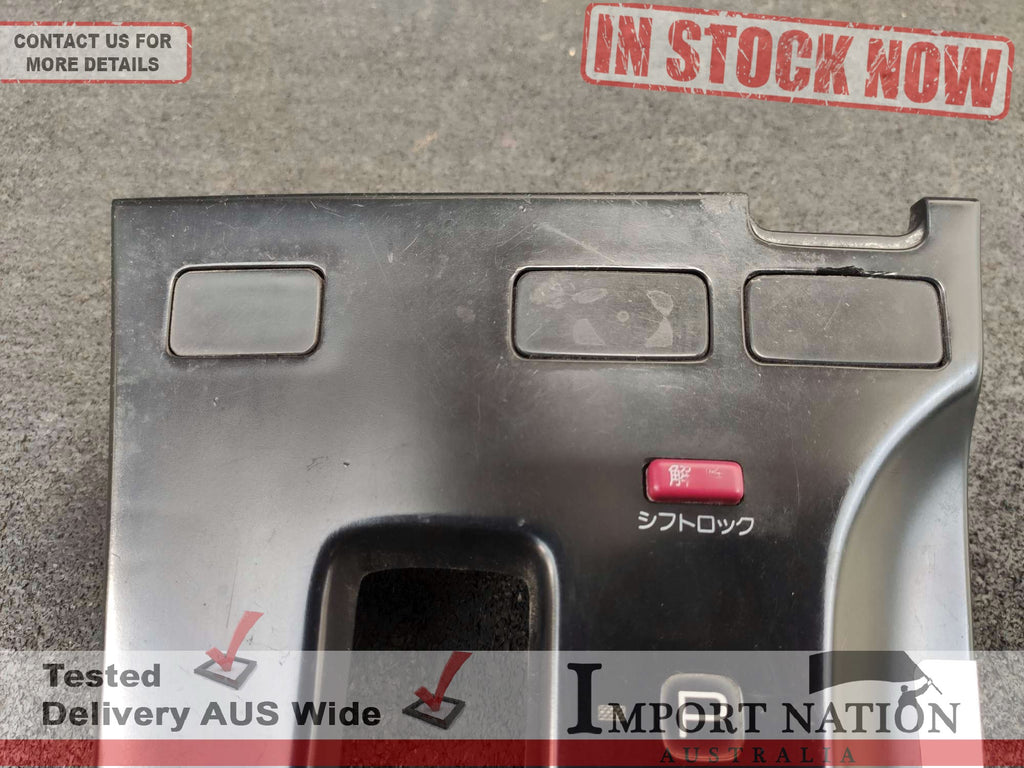 CONTACT US FOR
MORE DETAILS
IN STOCK NOW
解
シフトロック
P
Tested
Delivery AUS Wide
IMPORT NATION
AUSTRALIA